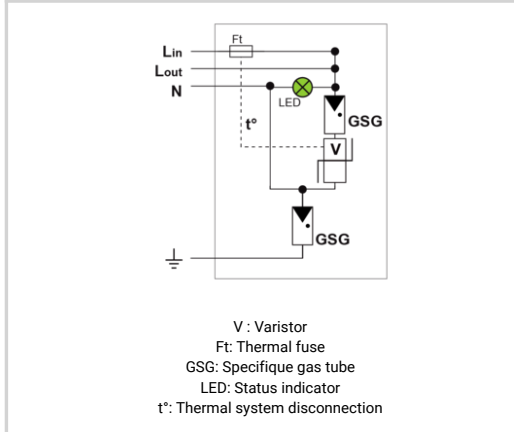 Ft
Lin
Lout
N
LED
GSG
t°
V
GSG
V : Varistor
Ft: Thermal fuse
GSG: Specifique gas tube
LED: Status indicator
t°: Thermal system disconnection